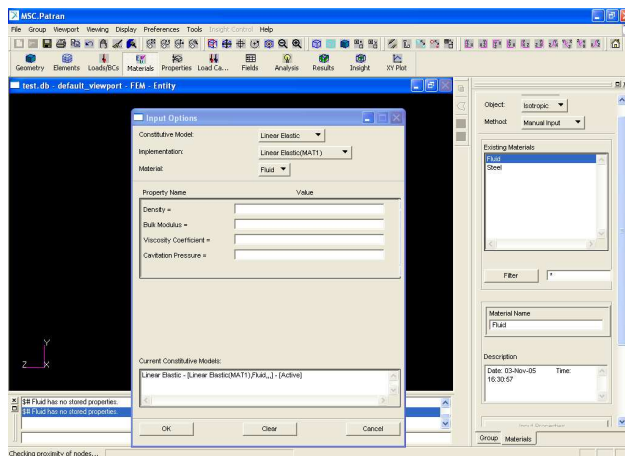 MSC.Patran
File Group Viewport Viewing Display Preferences Tools Insight Control Help
Geometry Elements Loads/BCs Materials Properties Load Ca... Fields Analysis Results Insight XY Plot
test.db - default_viewport - FEM - Entity
Input Options
Constitutive Model: Linear Elastic
Implementation: Linear Elastic(MAT1)
Material: Fluid
Property Name Value
Density =
Bulk Modulus =
Viscosity Coefficient =
Cavitation Pressure =
Current Constitutive Models:
Linear Elastic - [Linear Elastic(MAT1),Fluid,,,] - [Active]
OK Clear Cancel
Y
Z X
Object: Isotropic
Method: Manual Input
Existing Materials
Fluid
Steel
Filter *
Material Name
Fluid
Description
Date: 03-Nov-05 Time:
16:30:57
Input Properties
Group Materials
$# Fluid has no stored properties.
$# Fluid has no stored properties.
Checking proximity of nodes...